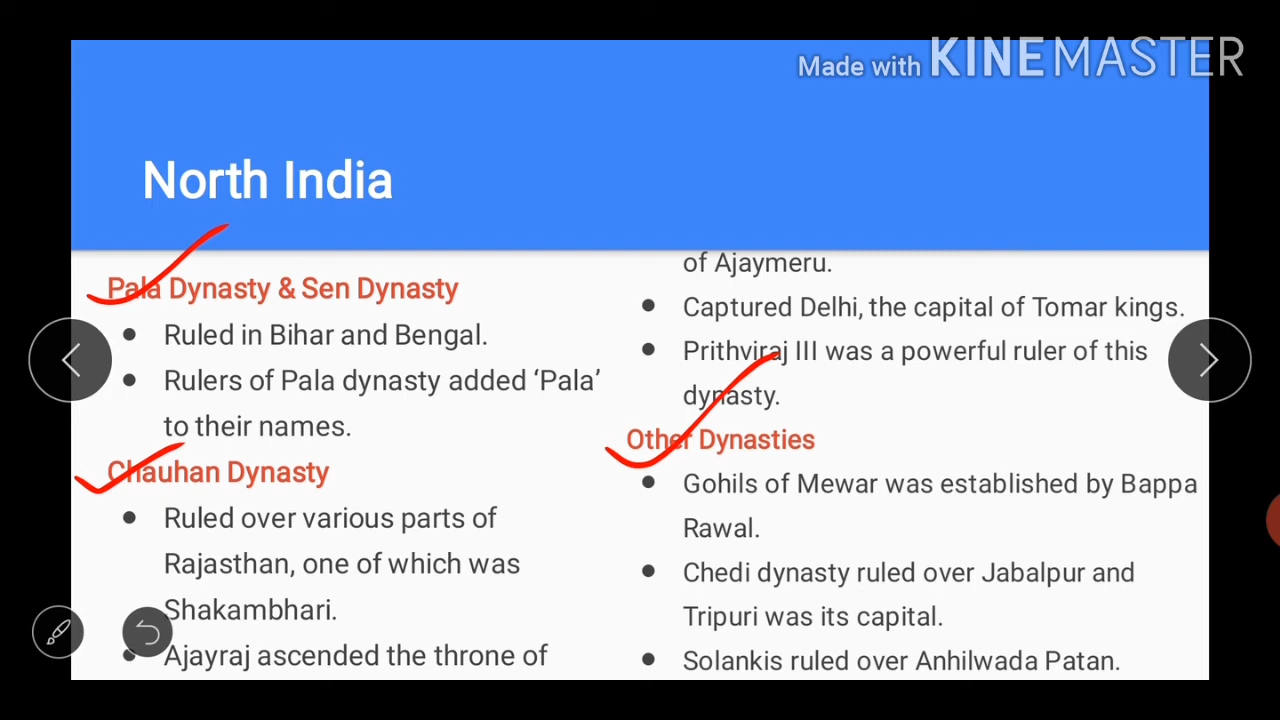 Made with KINEMASTER
North India
Pala Dynasty & Sen Dynasty
● Ruled in Bihar and Bengal.
● Rulers of Pala dynasty added ‘Pala’
to their names.
Chauhan Dynasty
● Ruled over various parts of
Rajasthan, one of which was
Shakambhari.
● Ajayraj ascended the throne of
of Ajaymeru.
● Captured Delhi, the capital of Tomar kings.
● Prithviraj III was a powerful ruler of this
dynasty.
Other Dynasties
● Gohils of Mewar was established by Bappa
Rawal.
● Chedi dynasty ruled over Jabalpur and
Tripuri was its capital.
● Solankis ruled over Anhilwada Patan.